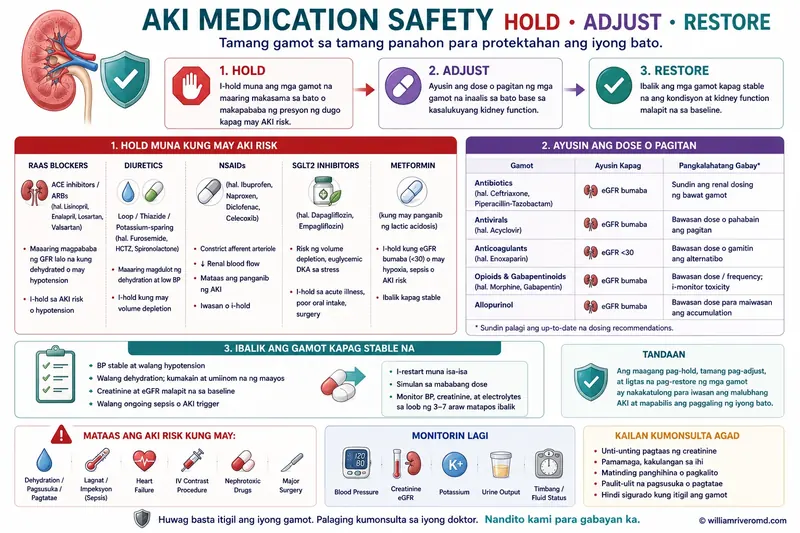 AKI MEDICATION SAFETY HOLD • ADJUST • RESTORE
Tamang gamot sa tamang panahon para protektahan ang iyong bato.
1. HOLD
I-hold muna ang mga gamot na
maaring makasama sa bato o
makapababa ng presyon ng dugo
kapag may AKI risk.
2. ADJUST
Ayusin ang dose o pagitan ng mga
gamot na inaalis sa bato base sa
kasalukuyang kidney function.
3. RESTORE
Ibalik ang mga gamot kapag stable
na ang kondisyon at kidney function
malapit na sa baseline.
1. HOLD MUNA KUNG MAY AKI RISK
RAAS BLOCKERS
ACE inhibitors /
ARBs
(hal. Lisinopril,
Enalapril, Losartan,
Valsartan)
• Maaaring magpababa
ng GFR lalo na kung
dehydrated o may
hypotension
• I-hold sa AKI risk
o hypotension
DIURETICS
Loop / Thiazide /
Potassium-sparing
(hal. Furosemide,
HCTZ, Spironolactone)
• Maaaring magdulot ng
dehydration at low BP
• I-hold kung may
volume depletion
NSAIDs
(hal. Ibuprofen,
Naproxen,
Diclofenac,
Celecoxib)
• Constrict afferent arteriole
• ↓ Renal blood flow
• Mataas ang panganib
ng AKI
• Iwasan o i-hold
SGLT2 INHIBITORS
(hal. Dapagliflozin,
Empagliflozin)
• Risk ng volume
depletion, euglycemic
DKA sa stress
• I-hold sa acute illness,
poor oral intake,
surgery
METFORMIN
(kung may panganib
ng lactic acidosis)
• I-hold kung eGFR
bumaba (<30) o may
hypoxia, sepsis
o AKI risk
• Ibalik kapag stable
2. AYUSIN ANG DOSE O PAGITAN
Gamot Ayusin Kapag Pangkalahatang Gabay*
Antibiotics
(hal. Ceftriaxone,
Piperacillin-Tazobactam)
eGFR bumaba
Sundin ang renal dosing
ng bawat gamot
Antivirals
(hal. Acyclovir)
eGFR bumaba
Bawasan dose o pahabain
ang pagitan
Anticoagulants
(hal. Enoxaparin)
eGFR <30
Bawasan dose o gamitin
ang alternatibo
Opioids & Gabapentinoids
(hal. Morphine, Gabapentin)
eGFR bumaba
Bawasan dose / frequency;
i-monitor toxicity
Allopurinol
eGFR bumaba
Bawasan dose para maiwasan
ang accumulation
* Sundin palagi ang up-to-date na dosing recommendations.
3. IBALIK ANG GAMOT KAPAG STABLE NA
• BP stable at walang hypotension
• Walang dehydration; kumakain at umiinom na ng maayos
• Creatinine at eGFR malapit na sa baseline
• Walang ongoing sepsis o AKI trigger
• I-restart muna isa-isa
• Simulan sa mababang dose
• Monitor BP, creatinine, at electrolytes
sa loob ng 3–7 araw matapos ibalik
TANDAAN
Ang maagang pag-hold, tamang pag-adjust,
at ligtas na pag-restore ng mga gamot
ay nakakatulong para iwasan ang malubhang
AKI at mapabilis ang paggaling ng iyong bato.
MATAAS ANG AKI RISK KUNG MAY:
Dehydration /
Pagsusuka /
Pagtatae
Lagnat /
Impeksyon
(Sepsis)
Heart
Failure
IV Contrast
Procedure
Nephrotoxic
Drugs
Major
Surgery
MONITORIN LAGI
120
80
Blood Pressure
Creatinine
eGFR
K+
Potassium
Urine Output
Timbang /
Fluid Status
KAILAN KUMONSULTA AGAD
• Unti-unting pagtaas ng creatinine
• Pamamaga, kakulangan sa ihi
• Matinding panghihina o pagkalito
• Paulit-ulit na pagsusuka o pagtatae
• Hindi sigurado kung itigil ang gamot
Huwag basta itigil ang iyong gamot. Palaging kumonsulta sa iyong doktor. Nandito kami para gabayan ka.
© williamriveromd.com